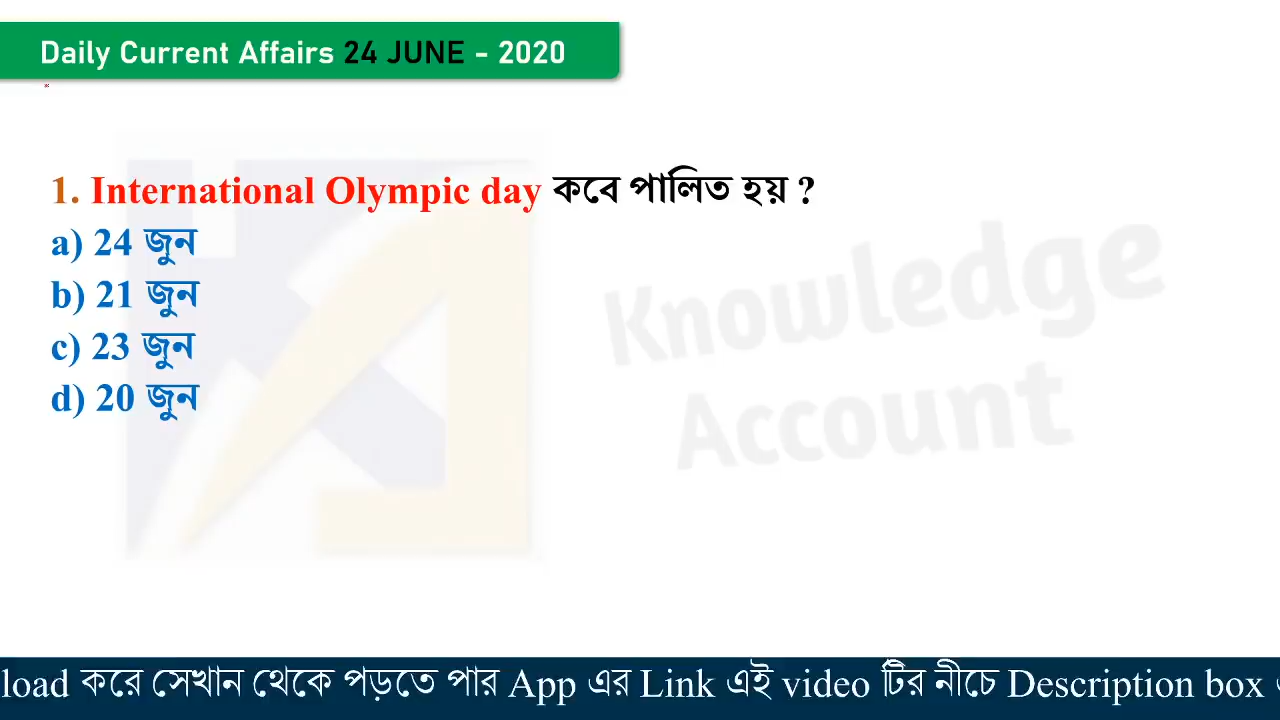 Daily Current Affairs 24 JUNE - 2020
1. International Olympic day কবে পালিত হয় ?
a) 24 জুন
b) 21 জুন
c) 23 জুন
d) 20 জুন
Knowledge
Account
load করে সেখান থেকে পড়তে পার App এর Link এই video টির নীচে Description box